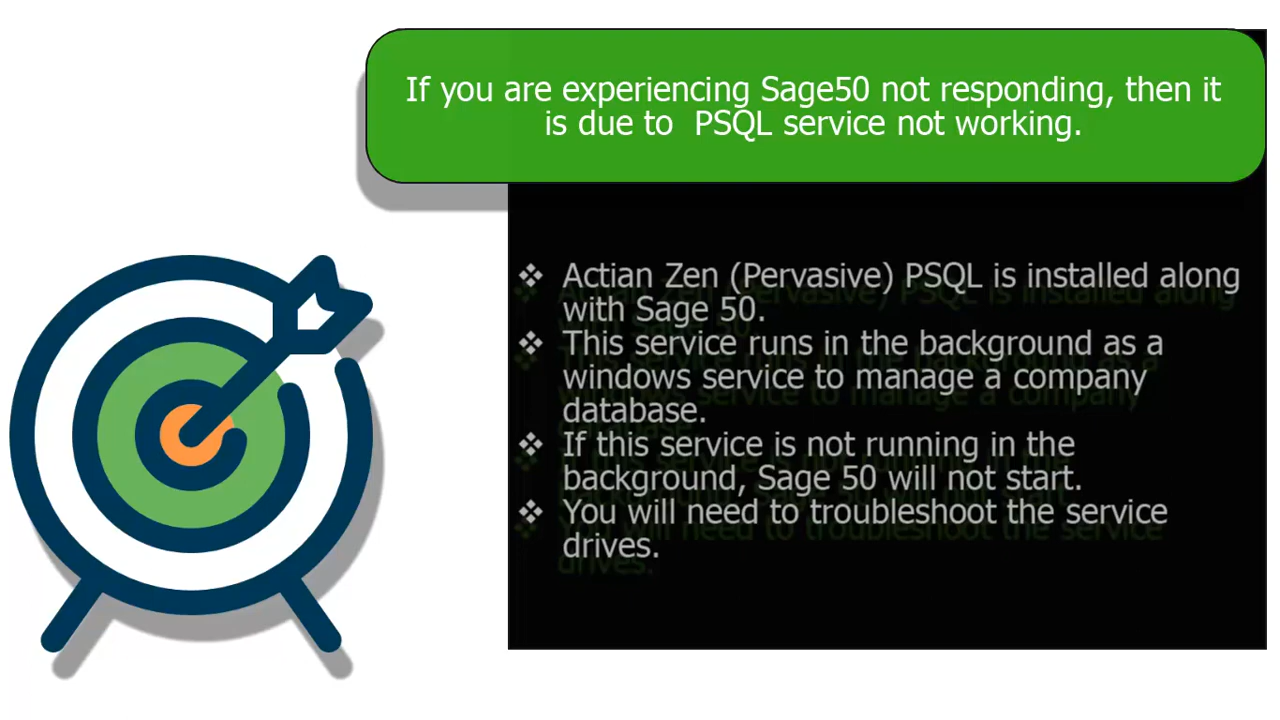 If you are experiencing Sage50 not responding, then it
is due to  PSQL service not working.
❖ Actian Zen (Pervasive) PSQL is installed along
with Sage 50.
❖ This service runs in the background as a
windows service to manage a company
database.
❖ If this service is not running in the
background, Sage 50 will not start.
❖ You will need to troubleshoot the service
drives.